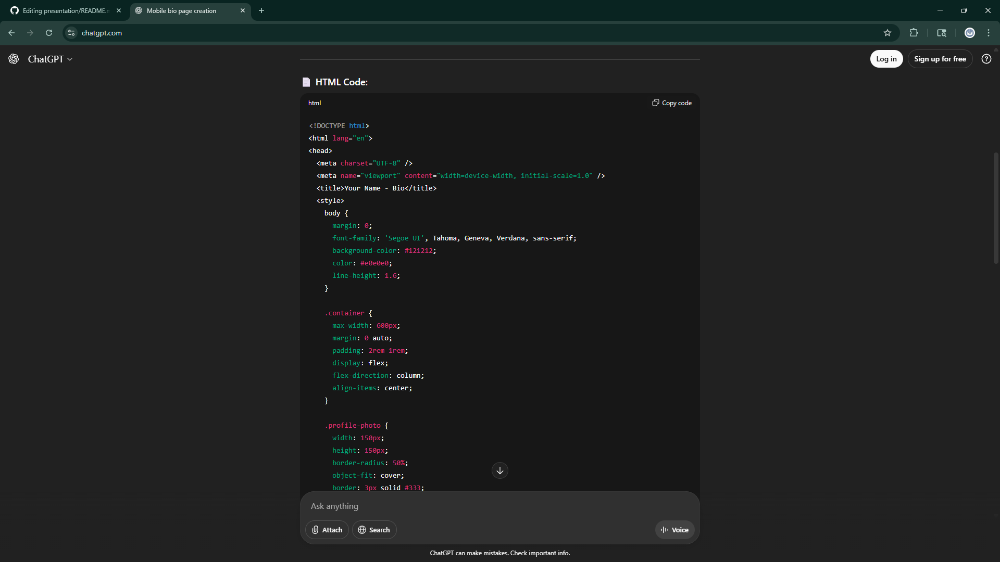 Editing presentation/README.m
Mobile bio page creation
chatgpt.com
ChatGPT
Log in
Sign up for free
HTML Code:
html
Copy code
<!DOCTYPE html>
<html lang="en">
<head>
<meta charset="UTF-8" />
<meta name="viewport" content="width=device-width, initial-scale=1.0" />
<title>Your Name - Bio</title>
<style>
body {
margin: 0;
font-family: 'Segoe UI', Tahoma, Geneva, Verdana, sans-serif;
background-color: #121212;
color: #e0e0e0;
line-height: 1.6;
}
.container {
max-width: 600px;
margin: 0 auto;
padding: 2rem 1rem;
display: flex;
flex-direction: column;
align-items: center;
}
.profile-photo {
width: 150px;
height: 150px;
border-radius: 50%;
object-fit: cover;
border: 3px solid #333;
Ask anything
Attach
Search
Voice
ChatGPT can make mistakes. Check important info.